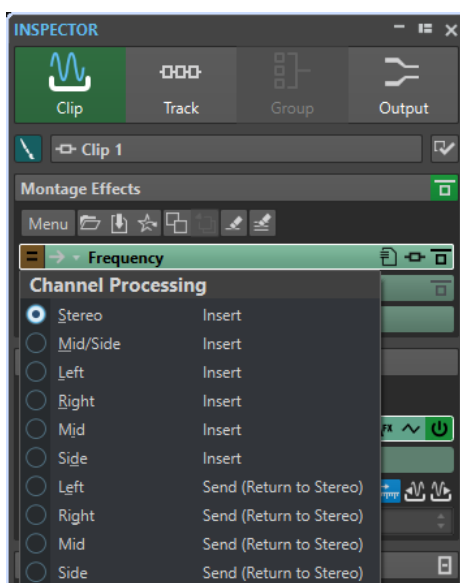 INSPECTOR
Clip Track Group Output
Clip 1
Montage Effects
Menu
Frequency
Channel Processing
Stereo Insert
Mid/Side Insert
Left Insert
Right Insert
Mid Insert
Side Insert
Left Send (Return to Stereo)
Right Send (Return to Stereo)
Mid Send (Return to Stereo)
Side Send (Return to Stereo)